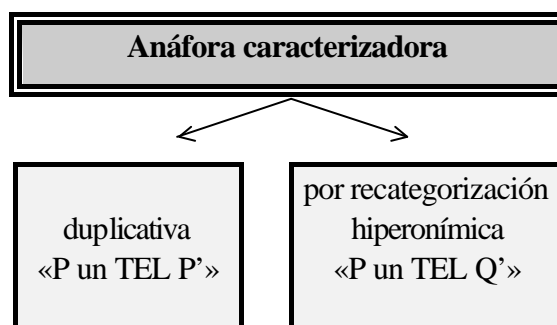 Anáfora caracterizadora
duplicativa
«P un TEL P’»
por recategorización
hiperonímica
«P un TEL Q’»